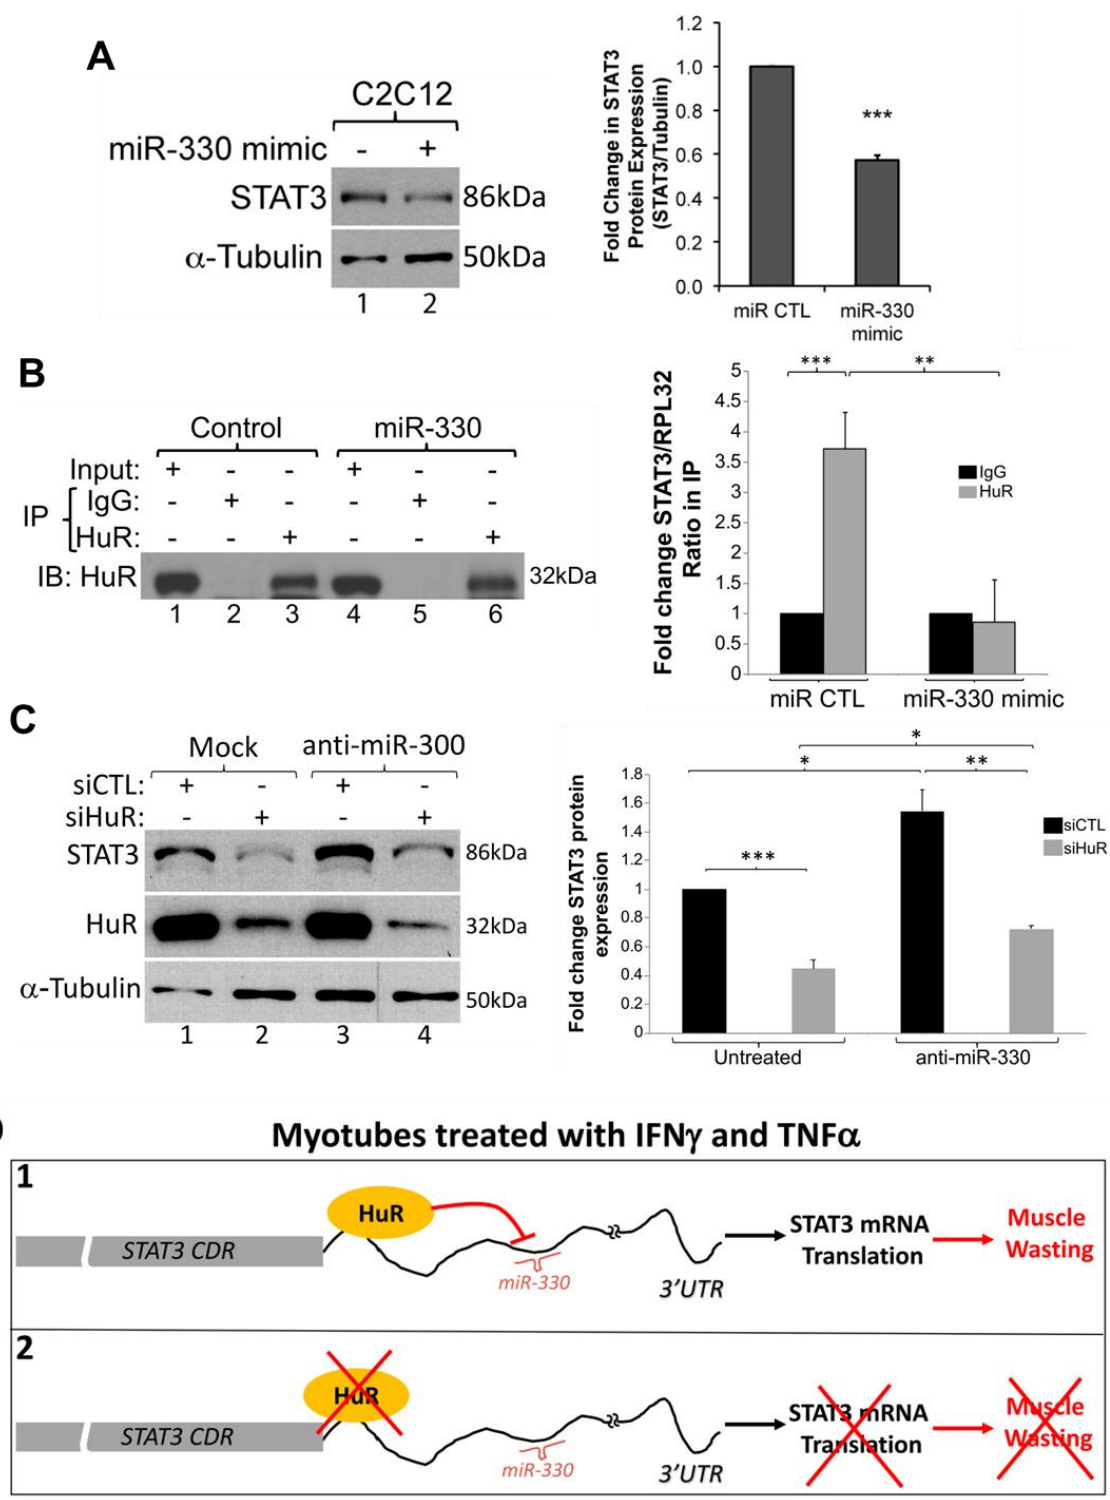 A
C2C12
miR-330 mimic - +
STAT3 86kDa
α-Tubulin 50kDa
1 2
Fold Change in STAT3
Protein Expression
(STAT3/Tubulin)
1.2
1.0
0.8
0.6
0.4
0.2
0.0
***
miR CTL miR-330
mimic
B
Control miR-330
Input: + - - + - -
IP
IgG: - + - - + -
HuR: - - + - - +
IB: HuR 32kDa
1 2 3 4 5 6
Fold change STAT3/RPL32
Ratio in IP
5
4.5
4
3.5
3
2.5
2
1.5
1
0.5
0
*** **
IgG
HuR
miR CTL miR-330 mimic
C
Mock anti-miR-300
siCTL: + - + -
siHuR: - + - +
STAT3 86kDa
HuR 32kDa
α-Tubulin 50kDa
1 2 3 4
Fold change STAT3 protein
expression
1.8
1.6
1.4
1.2
1
0.8
0.6
0.4
0.2
0
*
* **
***
siCTL
siHuR
Untreated anti-miR-330
Myotubes treated with IFNγ and TNFα
1
HuR
STAT3 CDR
miR-330
3'UTR
STAT3 mRNA
Translation
Muscle
Wasting
2
HuR
STAT3 CDR
miR-330
3'UTR
STAT3 mRNA
Translation
Muscle
Wasting